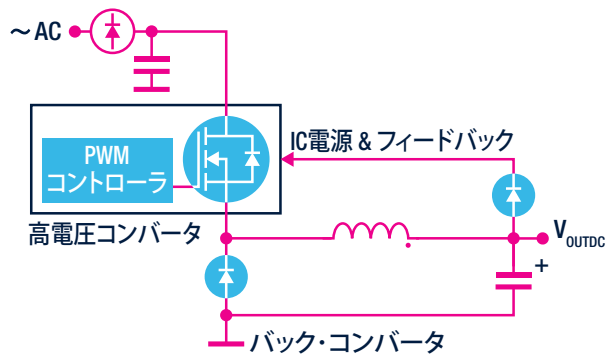 ～AC
IC電源 & フィードバック
PWM
コントローラ
高電圧コンバータ
VOUTDC
+
バック・コンバータ